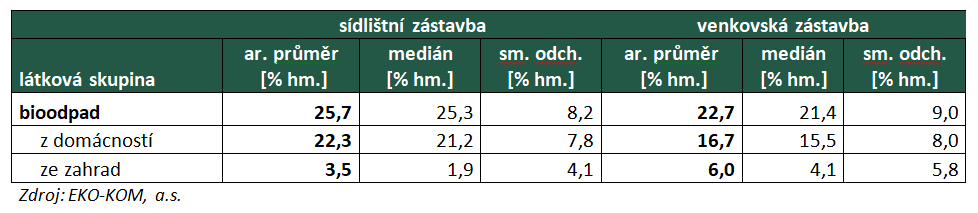 sídlištní zástavba venkovská zástavba
ar. průměr medián sm. odch. ar. průměr medián sm. odch.
látková skupina [% hm.] [% hm.] [% hm.] [% hm.] [% hm.] [% hm.]
bioodpad 25,7 25,3 8,2 22,7 21,4 9,0
z domácností 22,3 21,2 7,8 16,7 15,5 8,0
ze zahrad 3,5 1,9 4,1 6,0 4,1 5,8
Zdroj: EKO-KOM, a.s.